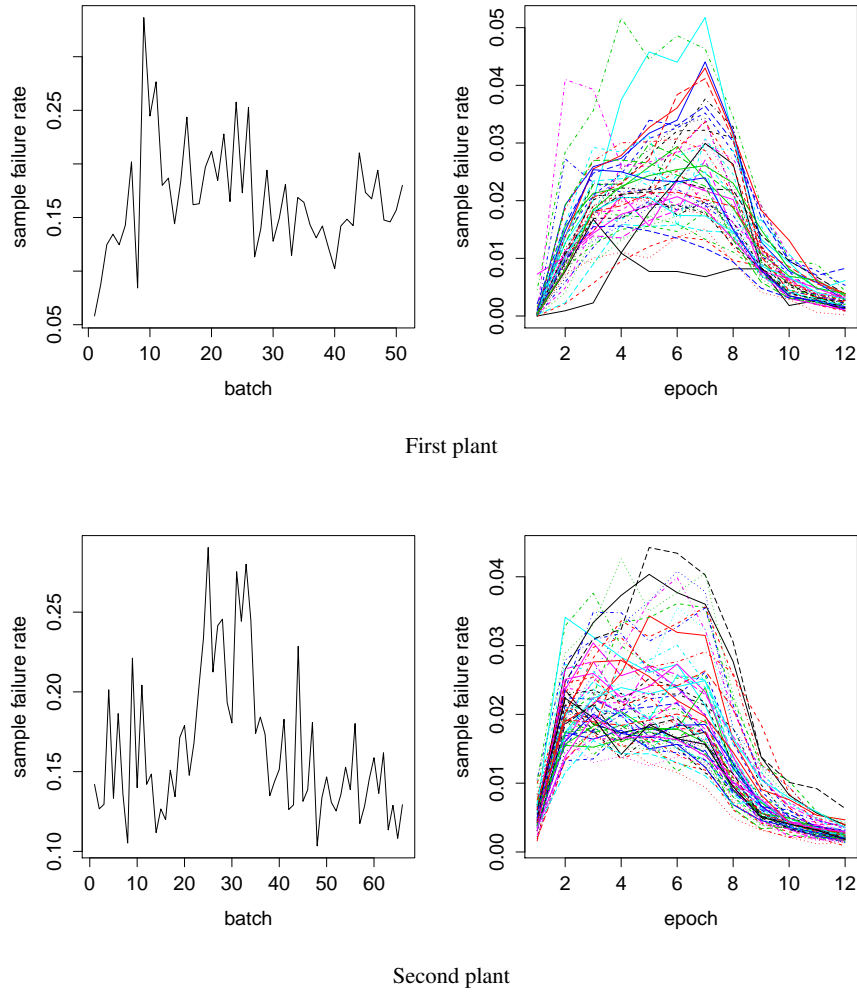 sample failure rate
0.05 0.15 0.25
0 10 20 30 40 50
batch
sample failure rate
0.00 0.01 0.02 0.03 0.04 0.05
2 4 6 8 10 12
epoch
First plant
sample failure rate
0.10 0.15 0.20 0.25
0 10 20 30 40 50 60
batch
sample failure rate
0.00 0.01 0.02 0.03 0.04
2 4 6 8 10 12
epoch
Second plant